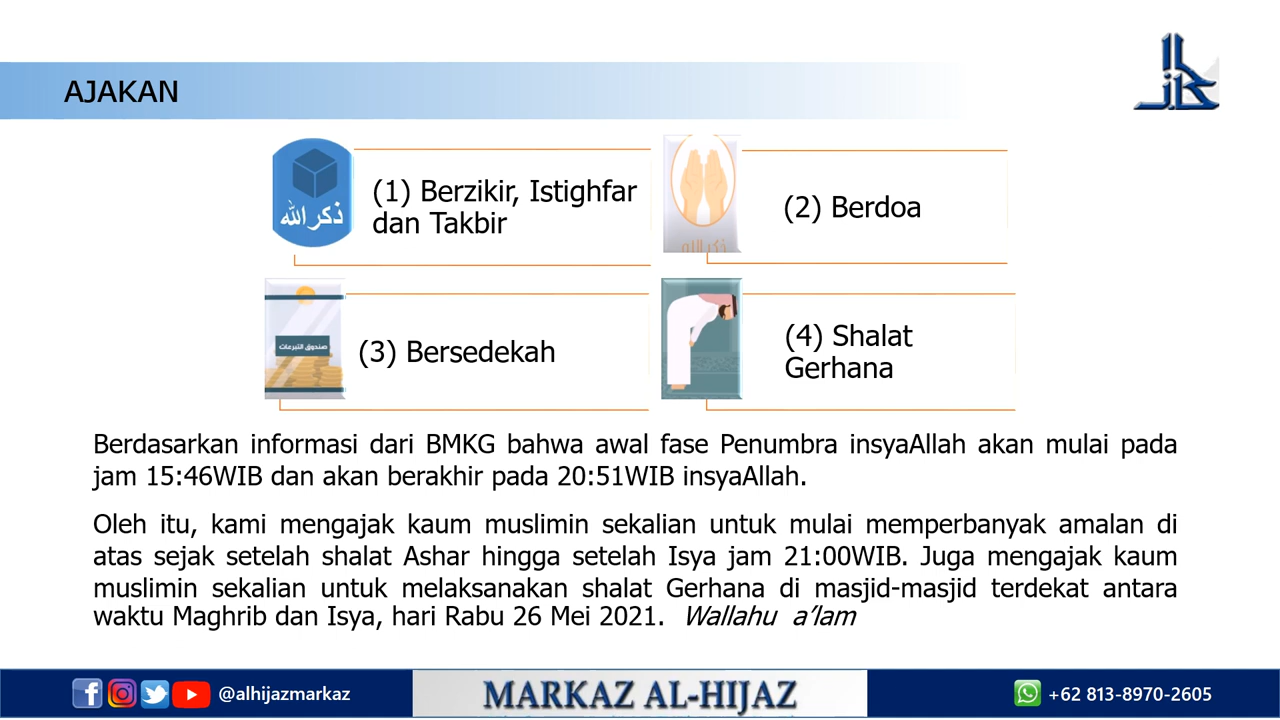 AJAKAN
ذكر الله
(1) Berzikir, Istighfar
dan Takbir
(2) Berdoa
صندوق التبرعات
(3) Bersedekah
(4) Shalat
Gerhana
Berdasarkan informasi dari BMKG bahwa awal fase Penumbra insyaAllah akan mulai pada
jam 15:46WIB dan akan berakhir pada 20:51WIB insyaAllah.
Oleh itu, kami mengajak kaum muslimin sekalian untuk mulai memperbanyak amalan di
atas sejak setelah shalat Ashar hingga setelah Isya jam 21:00WIB. Juga mengajak kaum
muslimin sekalian untuk melaksanakan shalat Gerhana di masjid-masjid terdekat antara
waktu Maghrib dan Isya, hari Rabu 26 Mei 2021. Wallahu a’lam
@alhijazmarkaz
MARKAZ AL-HIJAZ
+62 813-8970-2605